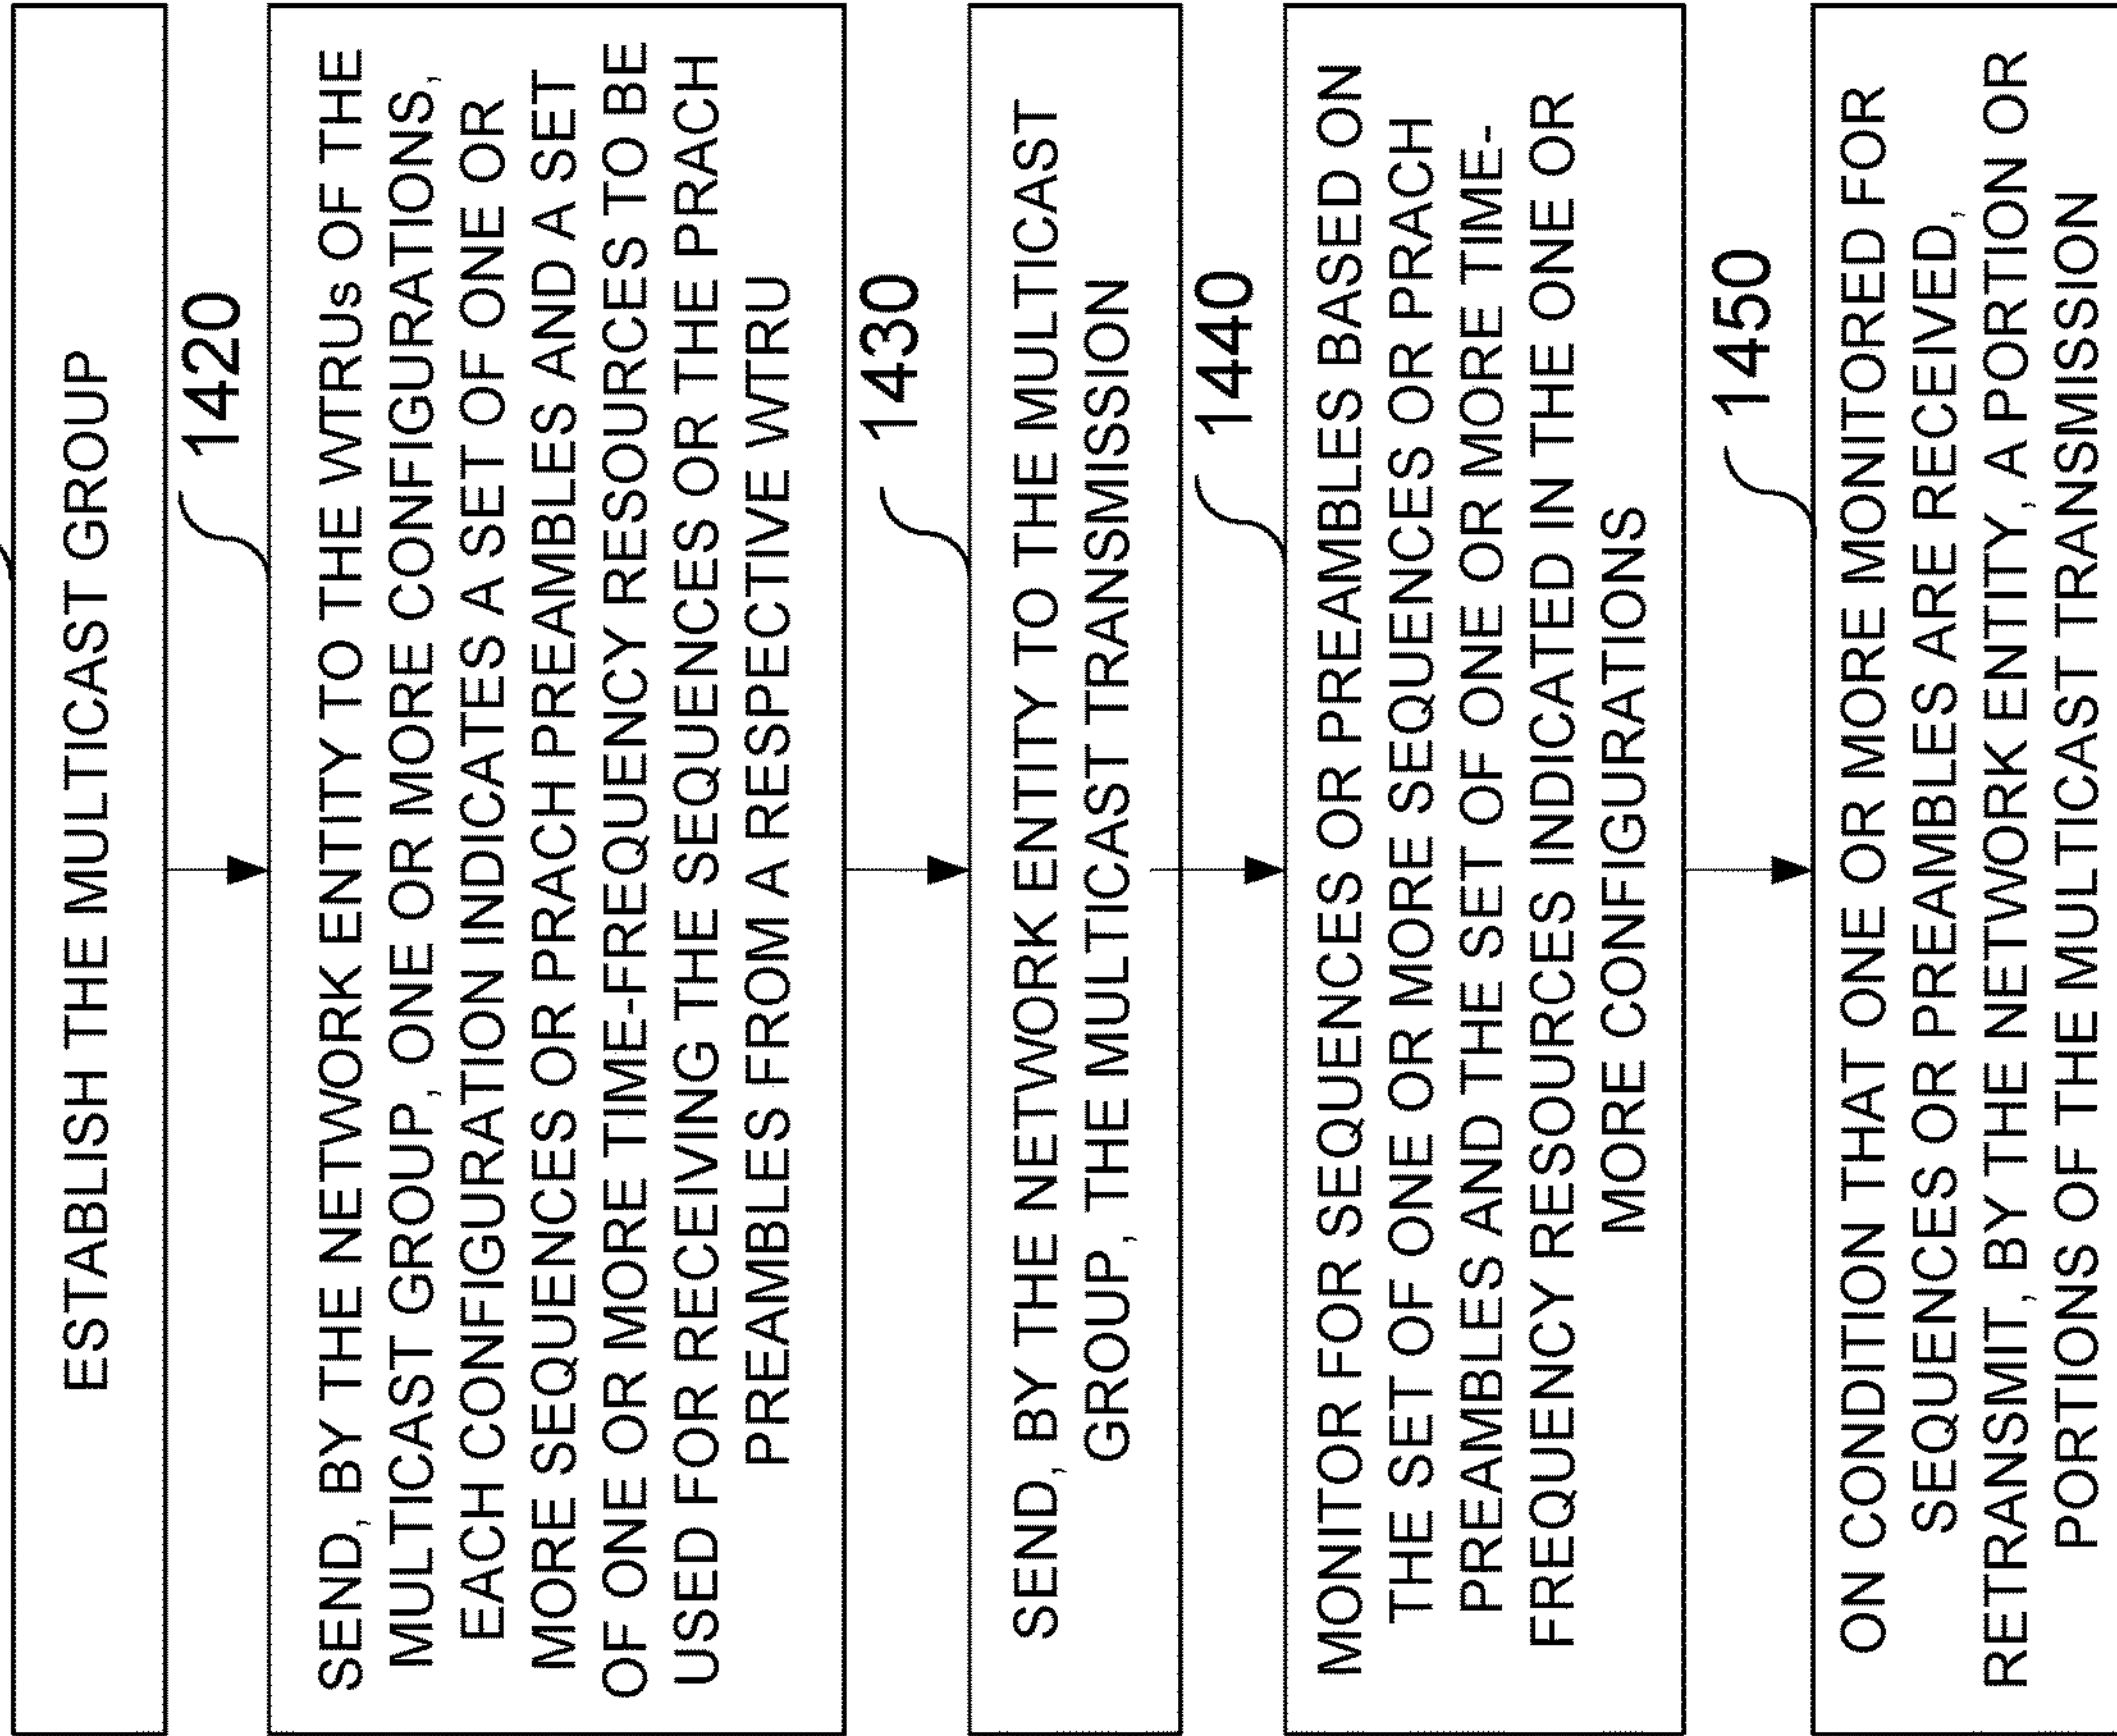 ESTABLISH THE MULTICAST GROUP
1420
SEND, BY THE NETWORK ENTITY TO THE WTRUs OF THE
MULTICAST GROUP, ONE OR MORE CONFIGURATIONS,
EACH CONFIGURATION INDICATES A SET OF ONE OR
MORE SEQUENCES OR PRACH PREAMBLES AND A SET
OF ONE OR MORE TIME-FREQUENCY RESOURCES TO BE
USED FOR RECEIVING THE SEQUENCES OR THE PRACH
PREAMBLES FROM A RESPECTIVE WTRU
1430
SEND, BY THE NETWORK ENTITY TO THE MULTICAST
GROUP, THE MULTICAST TRANSMISSION
1440
MONITOR FOR SEQUENCES OR PREAMBLES BASED ON
THE SET OF ONE OR MORE SEQUENCES OR PRACH
PREAMBLES AND THE SET OF ONE OR MORE TIME-
FREQUENCY RESOURCES INDICATED IN THE ONE OR
MORE CONFIGURATIONS
1450
ON CONDITION THAT ONE OR MORE MONITORED FOR
SEQUENCES OR PREAMBLES ARE RECEIVED,
RETRANSMIT, BY THE NETWORK ENTITY, A PORTION OR
PORTIONS OF THE MULTICAST TRANSMISSION